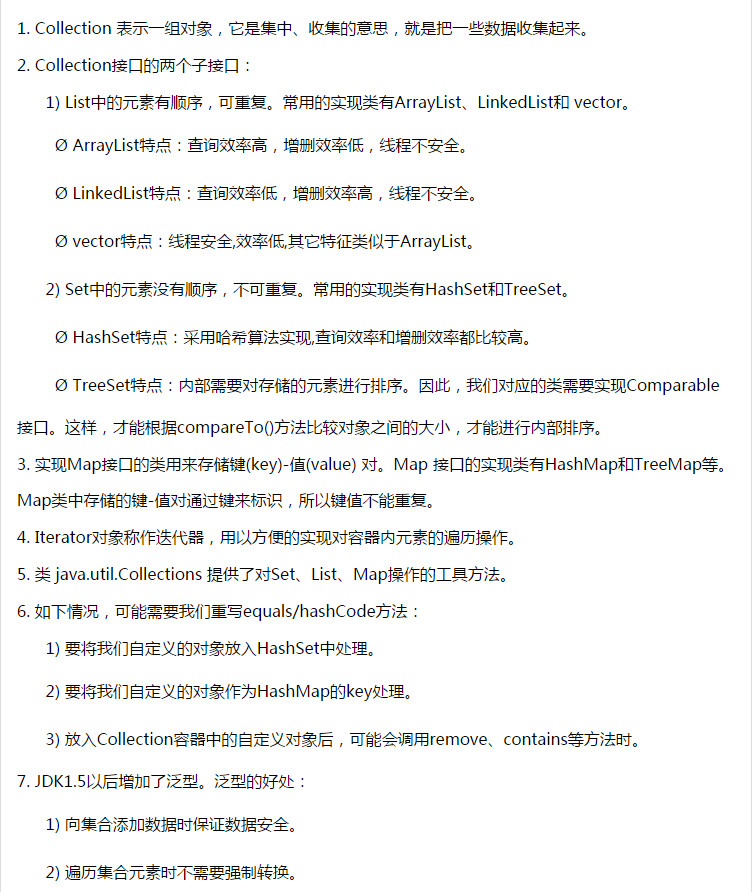 1. Collection 表示一组对象，它是集中、收集的意思，就是把一些数据收集起来。
2. Collection接口的两个子接口：
1) List中的元素有顺序，可重复。常用的实现类有ArrayList、LinkedList和 vector。
Ø ArrayList特点：查询效率高，增删效率低，线程不安全。
Ø LinkedList特点：查询效率低，增删效率高，线程不安全。
Ø vector特点：线程安全,效率低,其它特征类似于ArrayList。
2) Set中的元素没有顺序，不可重复。常用的实现类有HashSet和TreeSet。
Ø HashSet特点：采用哈希算法实现,查询效率和增删效率都比较高。
Ø TreeSet特点：内部需要对存储的元素进行排序。因此，我们对应的类需要实现Comparable
接口。这样，才能根据compareTo()方法比较对象之间的大小，才能进行内部排序。
3. 实现Map接口的类用来存储键(key)-值(value) 对。Map 接口的实现类有HashMap和TreeMap等。
Map类中存储的键-值对通过键来标识，所以键值不能重复。
4. Iterator对象称作迭代器，用以方便的实现对容器内元素的遍历操作。
5. 类 java.util.Collections 提供了对Set、List、Map操作的工具方法。
6. 如下情况，可能需要我们重写equals/hashCode方法：
1) 要将我们自定义的对象放入HashSet中处理。
2) 要将我们自定义的对象作为HashMap的key处理。
3) 放入Collection容器中的自定义对象后，可能会调用remove、contains等方法时。
7. JDK1.5以后增加了泛型。泛型的好处：
1) 向集合添加数据时保证数据安全。
2) 遍历集合元素时不需要强制转换。